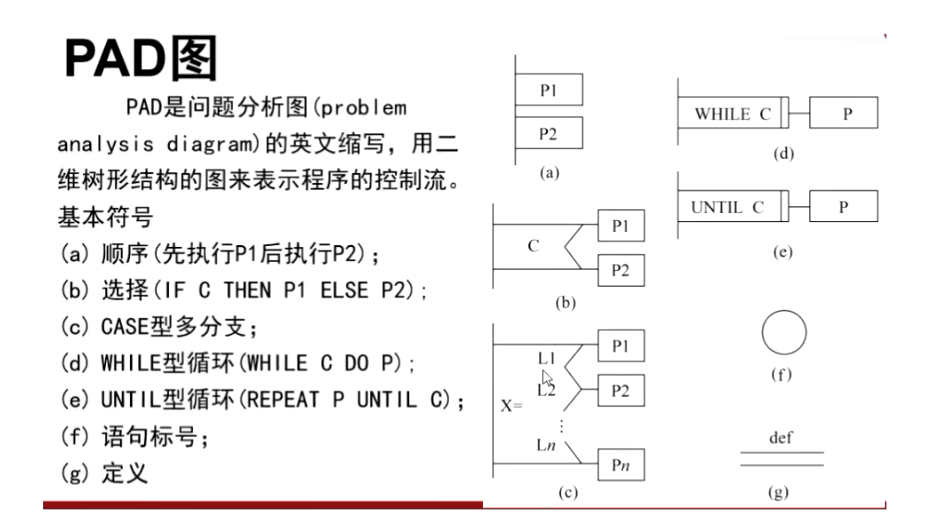 PAD图
PAD是问题分析图(problem
analysis diagram)的英文缩写，用二
维树形结构的图来表示程序的控制流。
基本符号
(a) 顺序(先执行P1后执行P2)；
(b) 选择(IF C THEN P1 ELSE P2);
(c) CASE型多分支；
(d) WHILE型循环(WHILE C DO P);
(e) UNTIL型循环(REPEAT P UNTIL C)；
(f) 语句标号；
(g) 定义
P1
P2
(a)
C
P1
P2
(b)
X=
L1
P1
L2
P2
⋮
Ln
Pn
(c)
WHILE C
P
(d)
UNTIL C
P
(e)
(f)
def
(g)